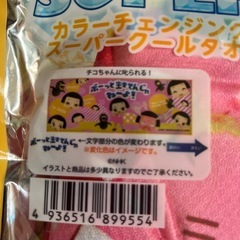 SUPER
カラーチェンジング
スーパークールタオ
チコちゃんに叱られる!
ボーっと生きてんじゃねーよ!
ボーっと生きてんじゃねーよ!
←文字部分の色が変わります。
※変化色はイメージです。
©NHK
イラストと商品は多少異なりますのでご了承ください。
4 936516 899554